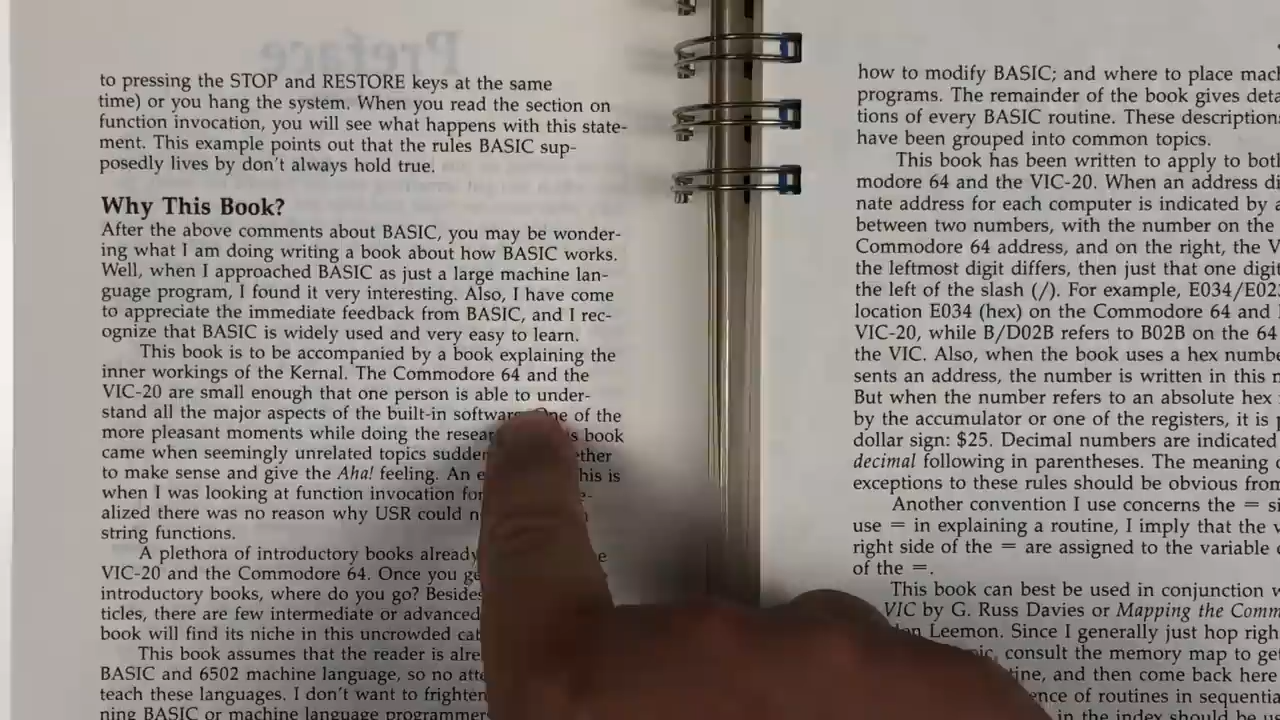 Preface
to pressing the STOP and RESTORE keys at the same
time) or you hang the system. When you read the section on
function invocation, you will see what happens with this state-
ment. This example points out that the rules BASIC sup-
posedly lives by don't always hold true.
Why This Book?
After the above comments about BASIC, you may be wonder-
ing what I am doing writing a book about how BASIC works.
Well, when I approached BASIC as just a large machine lan-
guage program, I found it very interesting. Also, I have come
to appreciate the immediate feedback from BASIC, and I rec-
ognize that BASIC is widely used and very easy to learn.
This book is to be accompanied by a book explaining the
inner workings of the Kernal. The Commodore 64 and the
VIC-20 are small enough that one person is able to under-
stand all the major aspects of the built-in software. One of the
more pleasant moments while doing the resear book
came when seemingly unrelated topics sudden
to make sense and give the Aha! feeling. An his is
when I was looking at function invocation for
alized there was no reason why USR could n
string functions.
A plethora of introductory books already
VIC-20 and the Commodore 64. Once you ge
introductory books, where do you go? Besides
ticles, there are few intermediate or advanced
book will find its niche in this uncrowded cat
This book assumes that the reader is alre
BASIC and 6502 machine language, so no atte
teach these languages. I don't want to frighten
ning BASIC or machine language programmers
how to modify BASIC; and where to place mach
programs. The remainder of the book gives deta
tions of every BASIC routine. These descriptions
have been grouped into common topics.
This book has been written to apply to both
modore 64 and the VIC-20. When an address di
nate address for each computer is indicated by a
between two numbers, with the number on the
Commodore 64 address, and on the right, the V
the leftmost digit differs, then just that one digit
the left of the slash (/). For example, E034/E02
location E034 (hex) on the Commodore 64 and
VIC-20, while B/D02B refers to B02B on the 64
the VIC. Also, when the book uses a hex numbe
sents an address, the number is written in this m
But when the number refers to an absolute hex
by the accumulator or one of the registers, it is p
dollar sign: $25. Decimal numbers are indicated
decimal following in parentheses. The meaning o
exceptions to these rules should be obvious from
Another convention I use concerns the = si
use = in explaining a routine, I imply that the v
right side of the = are assigned to the variable o
of the =.
This book can best be used in conjunction w
VIC by G. Russ Davies or Mapping the Comm
Leemon. Since I generally just hop righ
consult the memory map to ge
tine, and then come back here
ence of routines in sequentia
in the index should be u